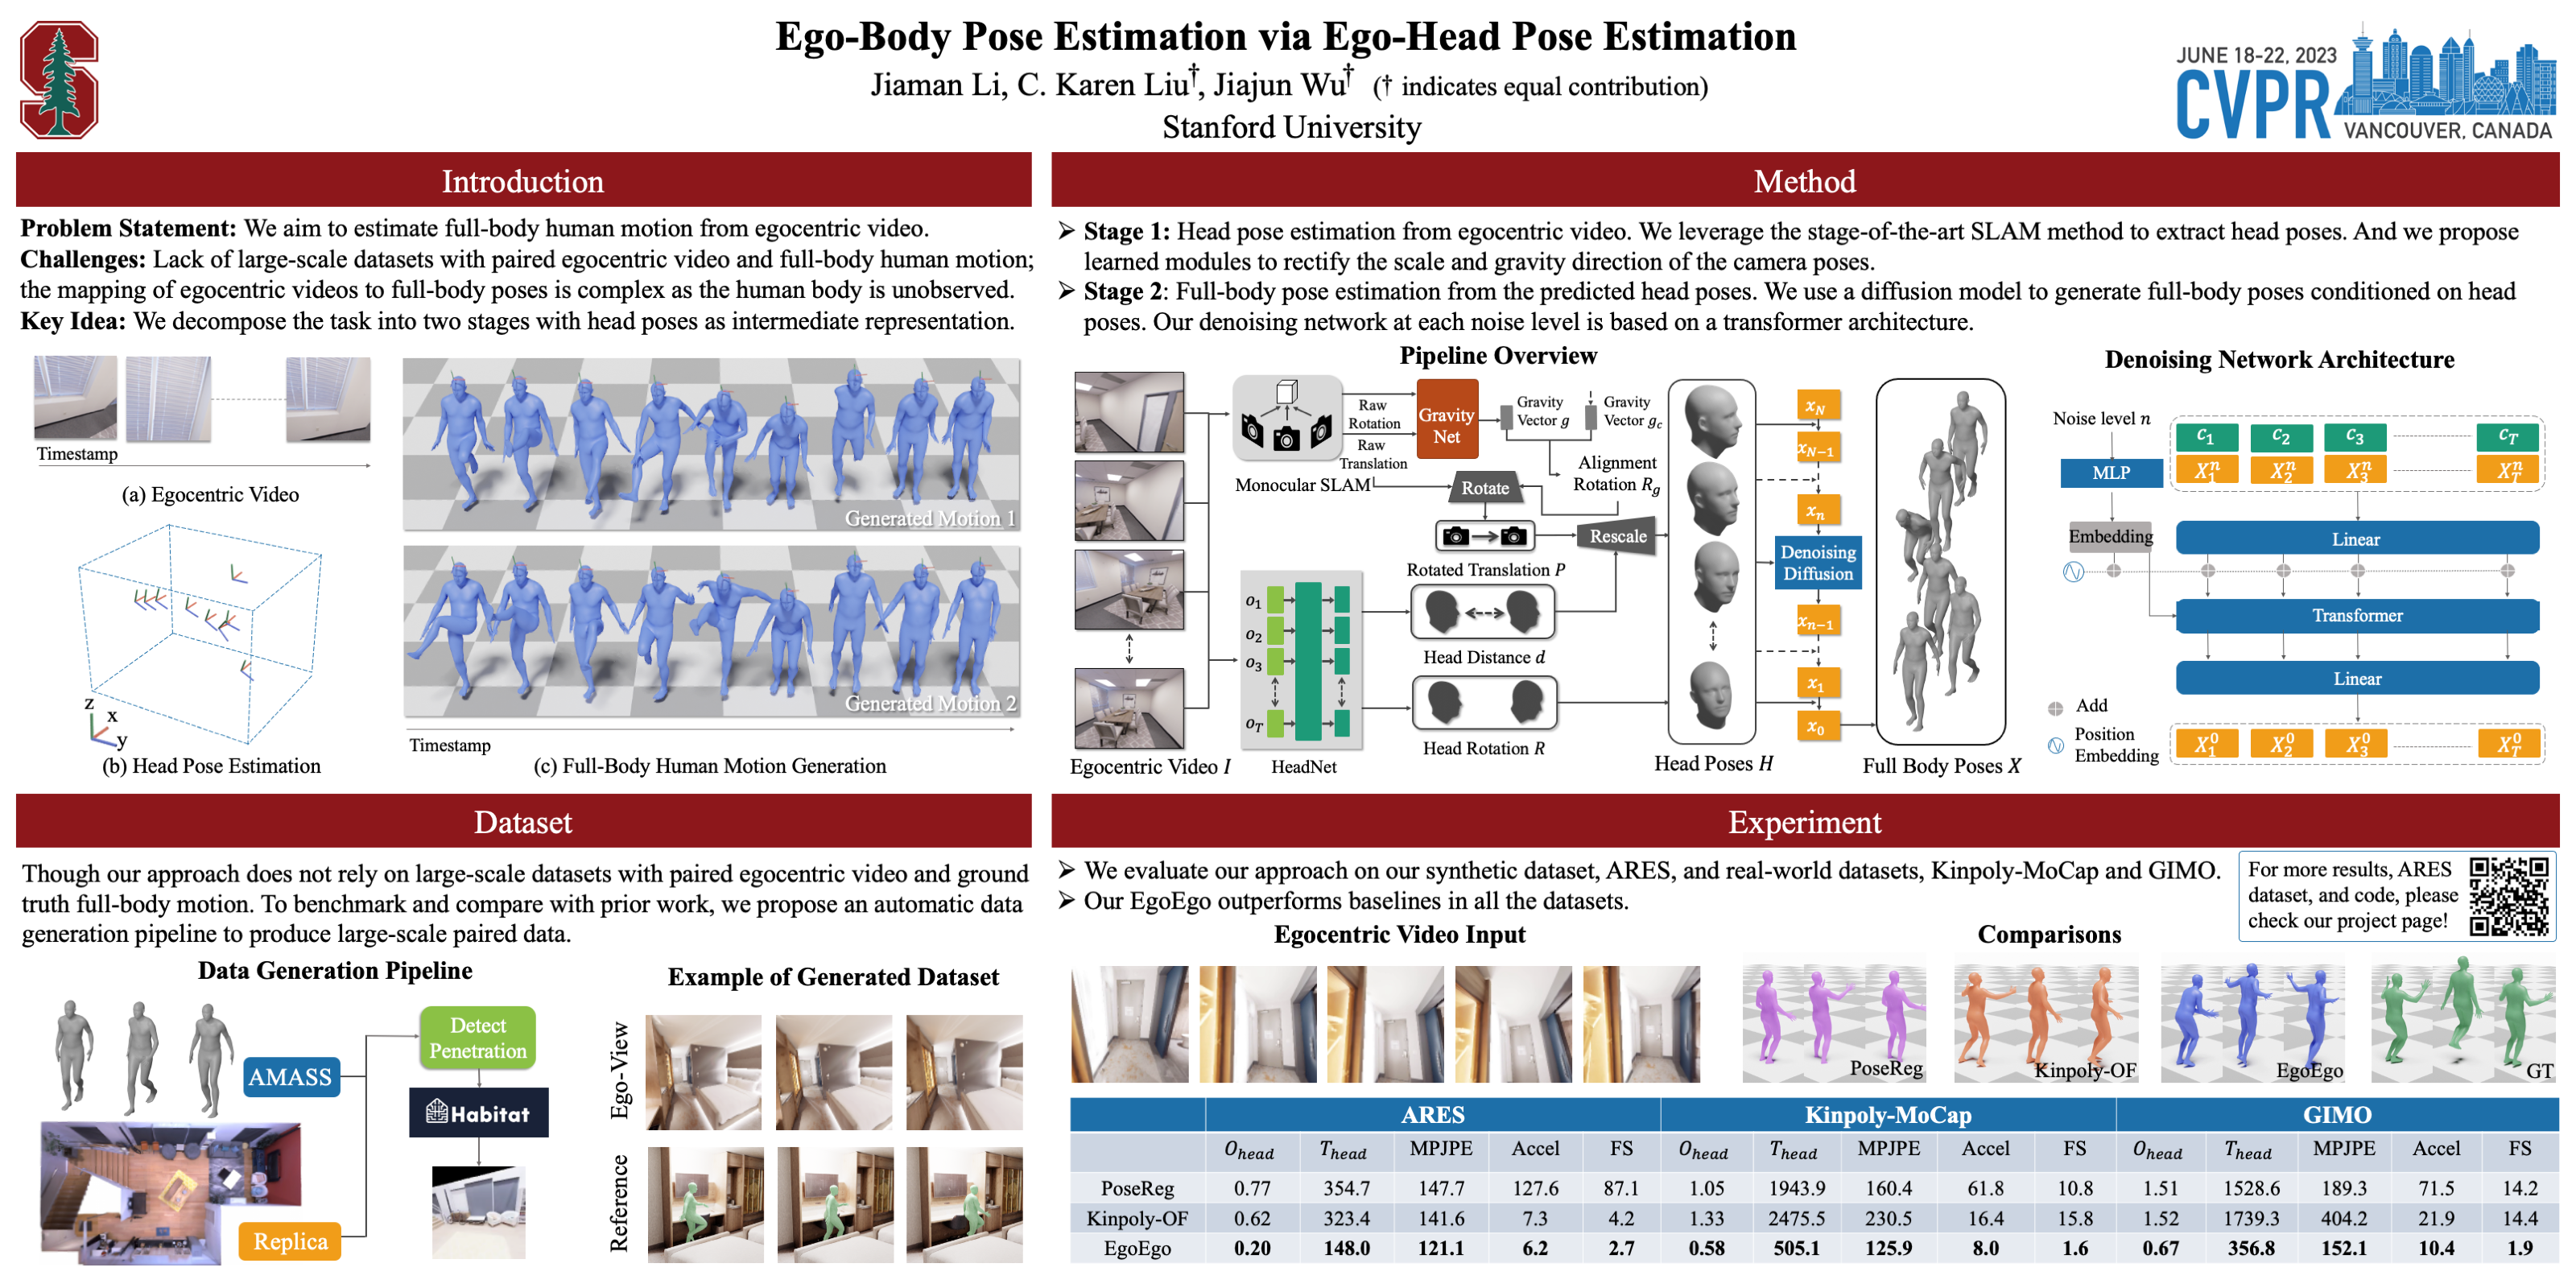 Ego-Body Pose Estimation via Ego-Head Pose Estimation
Jiaman Li, C. Karen Liu†, Jiajun Wu† († indicates equal contribution)
Stanford University
JUNE 18-22, 2023
CVPR
VANCOUVER, CANADA
Introduction
Problem Statement: We aim to estimate full-body human motion from egocentric video.
Challenges: Lack of large-scale datasets with paired egocentric video and full-body human motion;
the mapping of egocentric videos to full-body poses is complex as the human body is unobserved.
Key Idea: We decompose the task into two stages with head poses as intermediate representation.
Timestamp
(a) Egocentric Video
z
x
y
(b) Head Pose Estimation
Generated Motion 1
Generated Motion 2
Timestamp
(c) Full-Body Human Motion Generation
Method
➢ Stage 1: Head pose estimation from egocentric video. We leverage the stage-of-the-art SLAM method to extract head poses. And we propose
learned modules to rectify the scale and gravity direction of the camera poses.
➢ Stage 2: Full-body pose estimation from the predicted head poses. We use a diffusion model to generate full-body poses conditioned on head
poses. Our denoising network at each noise level is based on a transformer architecture.
Pipeline Overview
Egocentric Video I
Monocular SLAM
Raw
Rotation
Raw
Translation
Gravity
Net
Gravity
Vector g
Gravity
Vector g_c
Alignment
Rotation R_g
Rotate
Rescale
Rotated Translation P
o_1
o_2
o_3
o_T
HeadNet
Head Distance d
Head Rotation R
Head Poses H
x_N
x_{N−1}
x_n
Denoising
Diffusion
x_{n−1}
x_1
x_0
Full Body Poses X
Denoising Network Architecture
Noise level n
MLP
Embedding
c_1 c_2 c_3 c_T
X_1^n X_2^n X_3^n X_T^n
Linear
Transformer
Linear
Add
Position
Embedding
X_1^0 X_2^0 X_3^0 X_T^0
Dataset
Though our approach does not rely on large-scale datasets with paired egocentric video and ground
truth full-body motion. To benchmark and compare with prior work, we propose an automatic data
generation pipeline to produce large-scale paired data.
Data Generation Pipeline
AMASS
Replica
Detect
Penetration
Habitat
Example of Generated Dataset
Ego-View
Reference
Experiment
➢ We evaluate our approach on our synthetic dataset, ARES, and real-world datasets, Kinpoly-MoCap and GIMO.
➢ Our EgoEgo outperforms baselines in all the datasets.
For more results, ARES
dataset, and code, please
check our project page!
Egocentric Video Input
Comparisons
PoseReg
Kinpoly-OF
EgoEgo
GT
ARES Kinpoly-MoCap GIMO
O_head T_head MPJPE Accel FS O_head T_head MPJPE Accel FS O_head T_head MPJPE Accel FS
PoseReg 0.77 354.7 147.7 127.6 87.1 1.05 1943.9 160.4 61.8 10.8 1.51 1528.6 189.3 71.5 14.2
Kinpoly-OF 0.62 323.4 141.6 7.3 4.2 1.33 2475.5 230.5 16.4 15.8 1.52 1739.3 404.2 21.9 14.4
EgoEgo 0.20 148.0 121.1 6.2 2.7 0.58 505.1 125.9 8.0 1.6 0.67 356.8 152.1 10.4 1.9